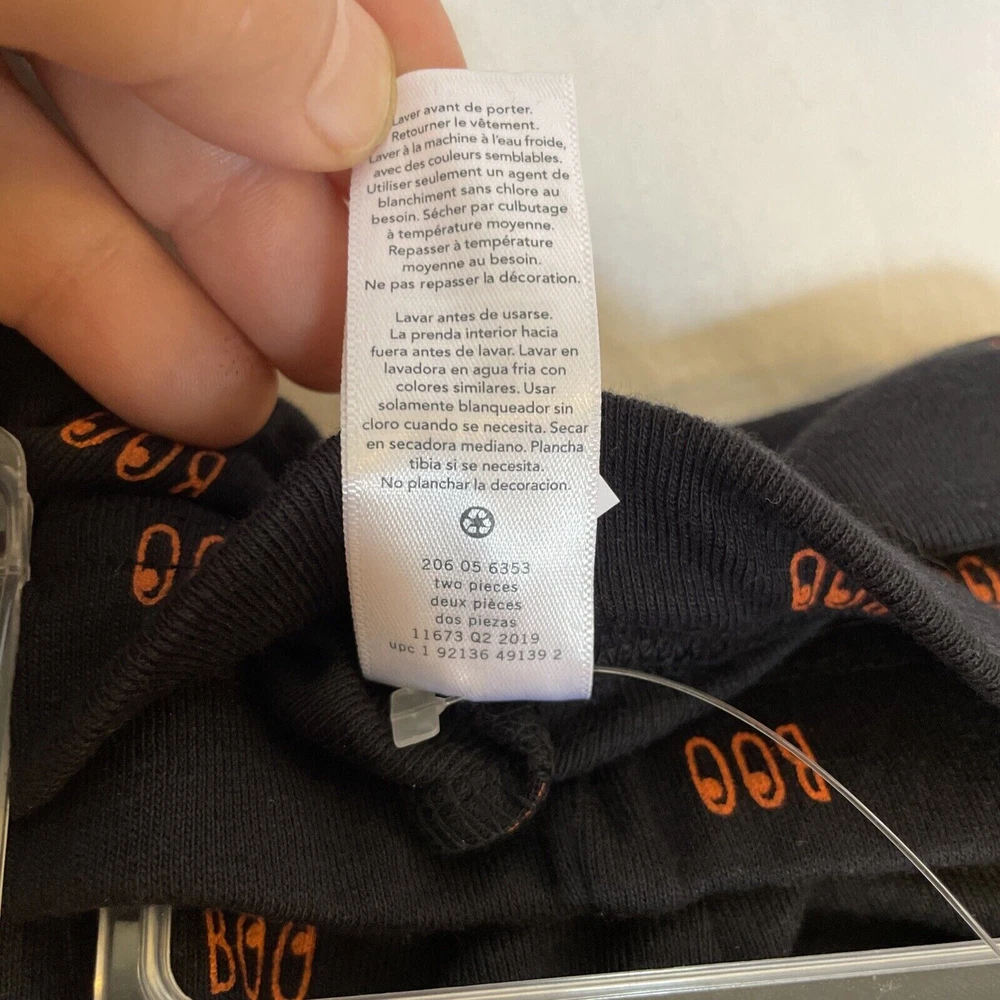 Laver avant de porter.
Retourner le vêtement.
Laver à la machine à l'eau froide,
avec des couleurs semblables.
Utiliser seulement un agent de
blanchiment sans chlore au
besoin. Sécher par culbutage
à température moyenne.
Repasser à température
moyenne au besoin.
Ne pas repasser la décoration.
Lavar antes de usarse.
La prenda interior hacia
fuera antes de lavar. Lavar en
lavadora en agua fria con
colores similares. Usar
solamente blanqueador sin
cloro cuando se necesita. Secar
en secadora mediano. Plancha
tibia si se necesita.
No planchar la decoracion.
206 05 6353
two pieces
deux pièces
dos piezas
11673 Q2 2019
upc 1 92136 49139 2
BOO
BOO
BOO
BOO
BOO